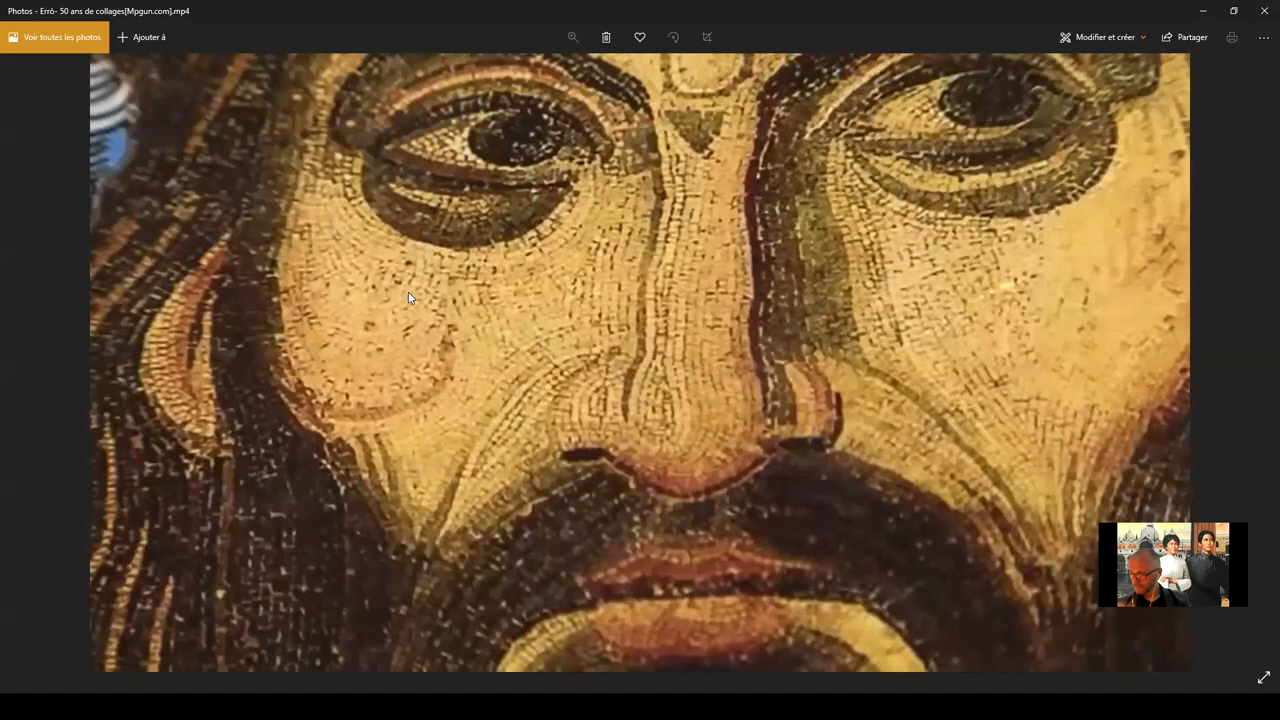 Photos - Errò- 50 ans de collages[Mpgun.com].mp4
Voir toutes les photos
Ajouter à
Modifier et créer
Partager